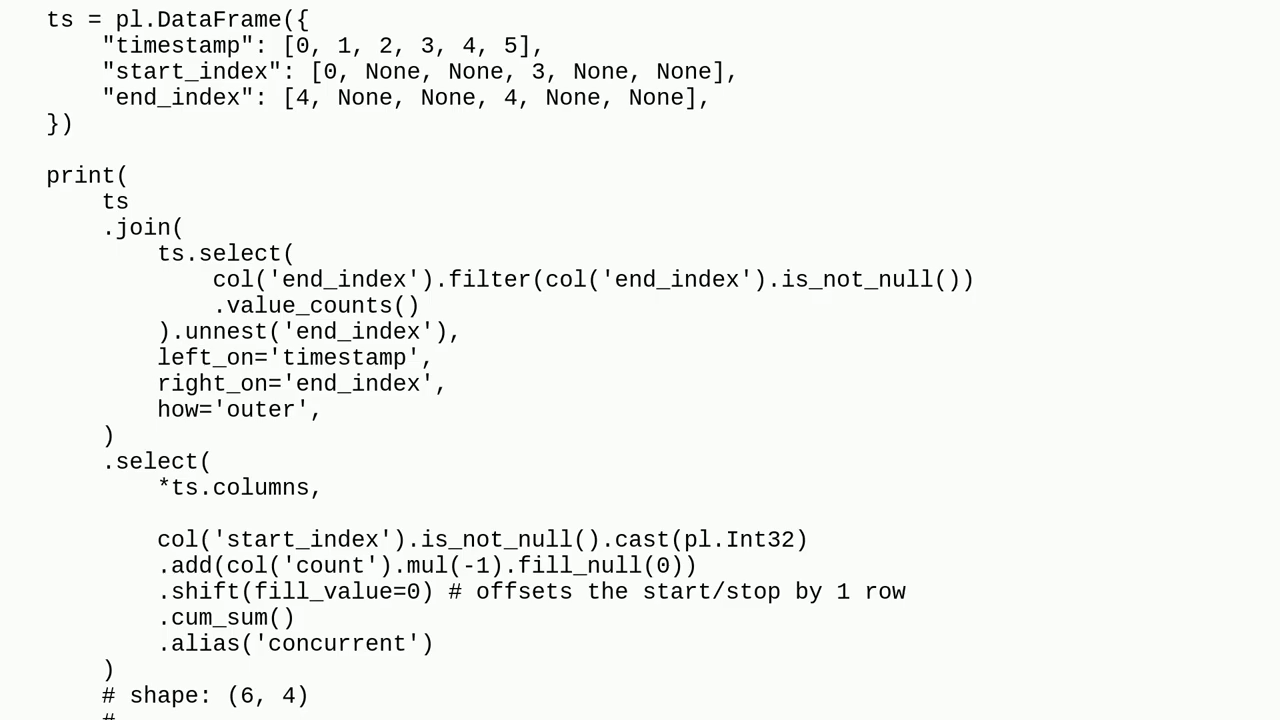 ts = pl.DataFrame({
    "timestamp": [0, 1, 2, 3, 4, 5],
    "start_index": [0, None, None, 3, None, None],
    "end_index": [4, None, None, 4, None, None],
})

print(
    ts
    .join(
        ts.select(
            col('end_index').filter(col('end_index').is_not_null())
            .value_counts()
        ).unnest('end_index'),
        left_on='timestamp',
        right_on='end_index',
        how='outer',
    )
    .select(
        *ts.columns,

        col('start_index').is_not_null().cast(pl.Int32)
        .add(col('count').mul(-1).fill_null(0))
        .shift(fill_value=0) # offsets the start/stop by 1 row
        .cum_sum()
        .alias('concurrent')
    )
    # shape: (6, 4)
    #